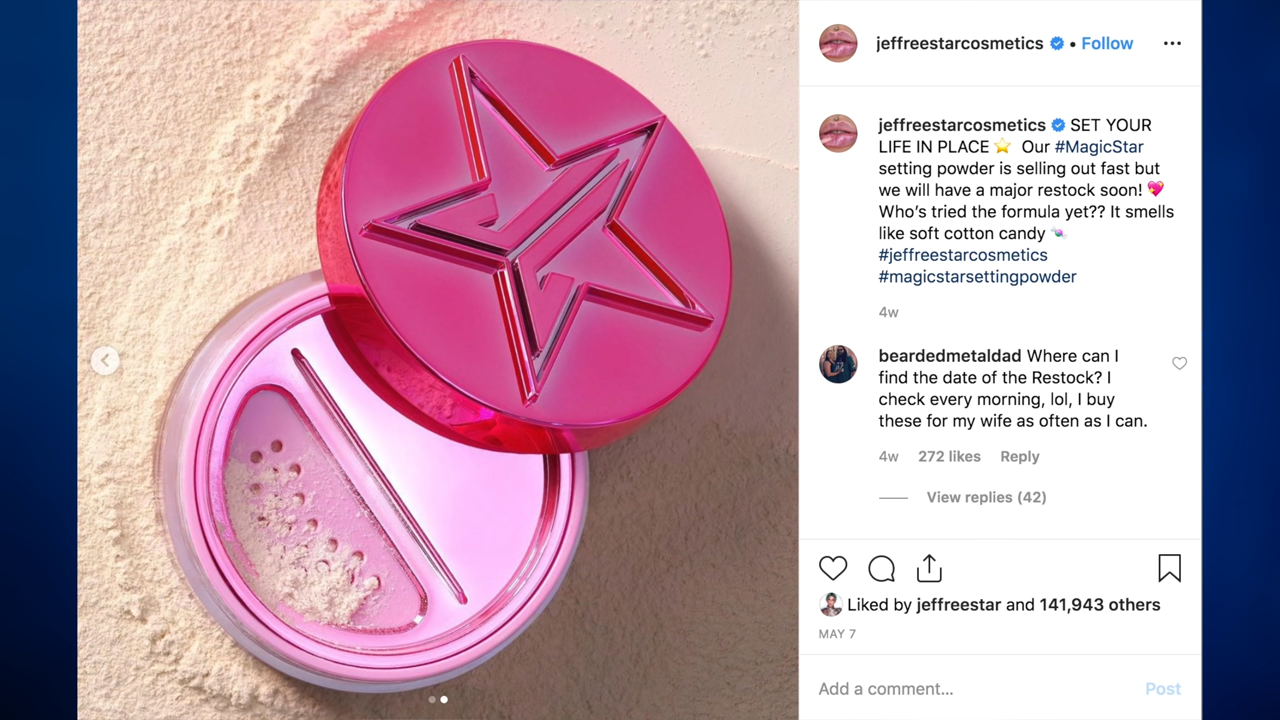 jeffreestarcosmetics • Follow
jeffreestarcosmetics SET YOUR
LIFE IN PLACE ⭐ Our #MagicStar
setting powder is selling out fast but
we will have a major restock soon! 💖
Who's tried the formula yet?? It smells
like soft cotton candy 🍬
#jeffreestarcosmetics
#magicstarsettingpowder
4w
beardedmetaldad Where can I
find the date of the Restock? I
check every morning, lol, I buy
these for my wife as often as I can.
4w 272 likes Reply
View replies (42)
Liked by jeffreestar and 141,943 others
MAY 7
Add a comment... Post